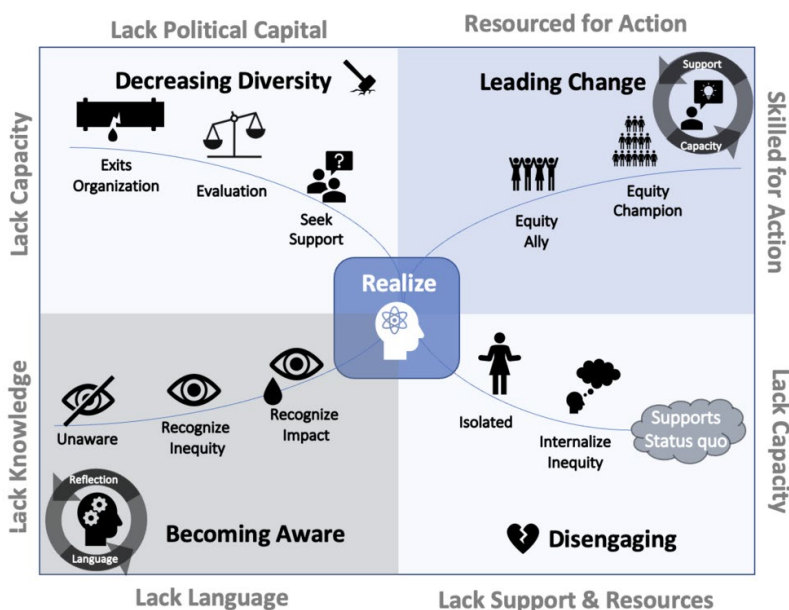 Lack Political Capital
Resourced for Action
Lack Capacity
Decreasing Diversity
Exits
Organization
Evaluation
?
Seek
Support
Leading Change
Support
Capacity
Equity
Ally
Equity
Champion
Skilled for Action
Realize
Lack Knowledge
Unaware
Recognize
Inequity
Recognize
Impact
Reflection
Language
Becoming Aware
Isolated
Internalize
Inequity
Supports
Status quo
Disengaging
Lack Capacity
Lack Language
Lack Support & Resources